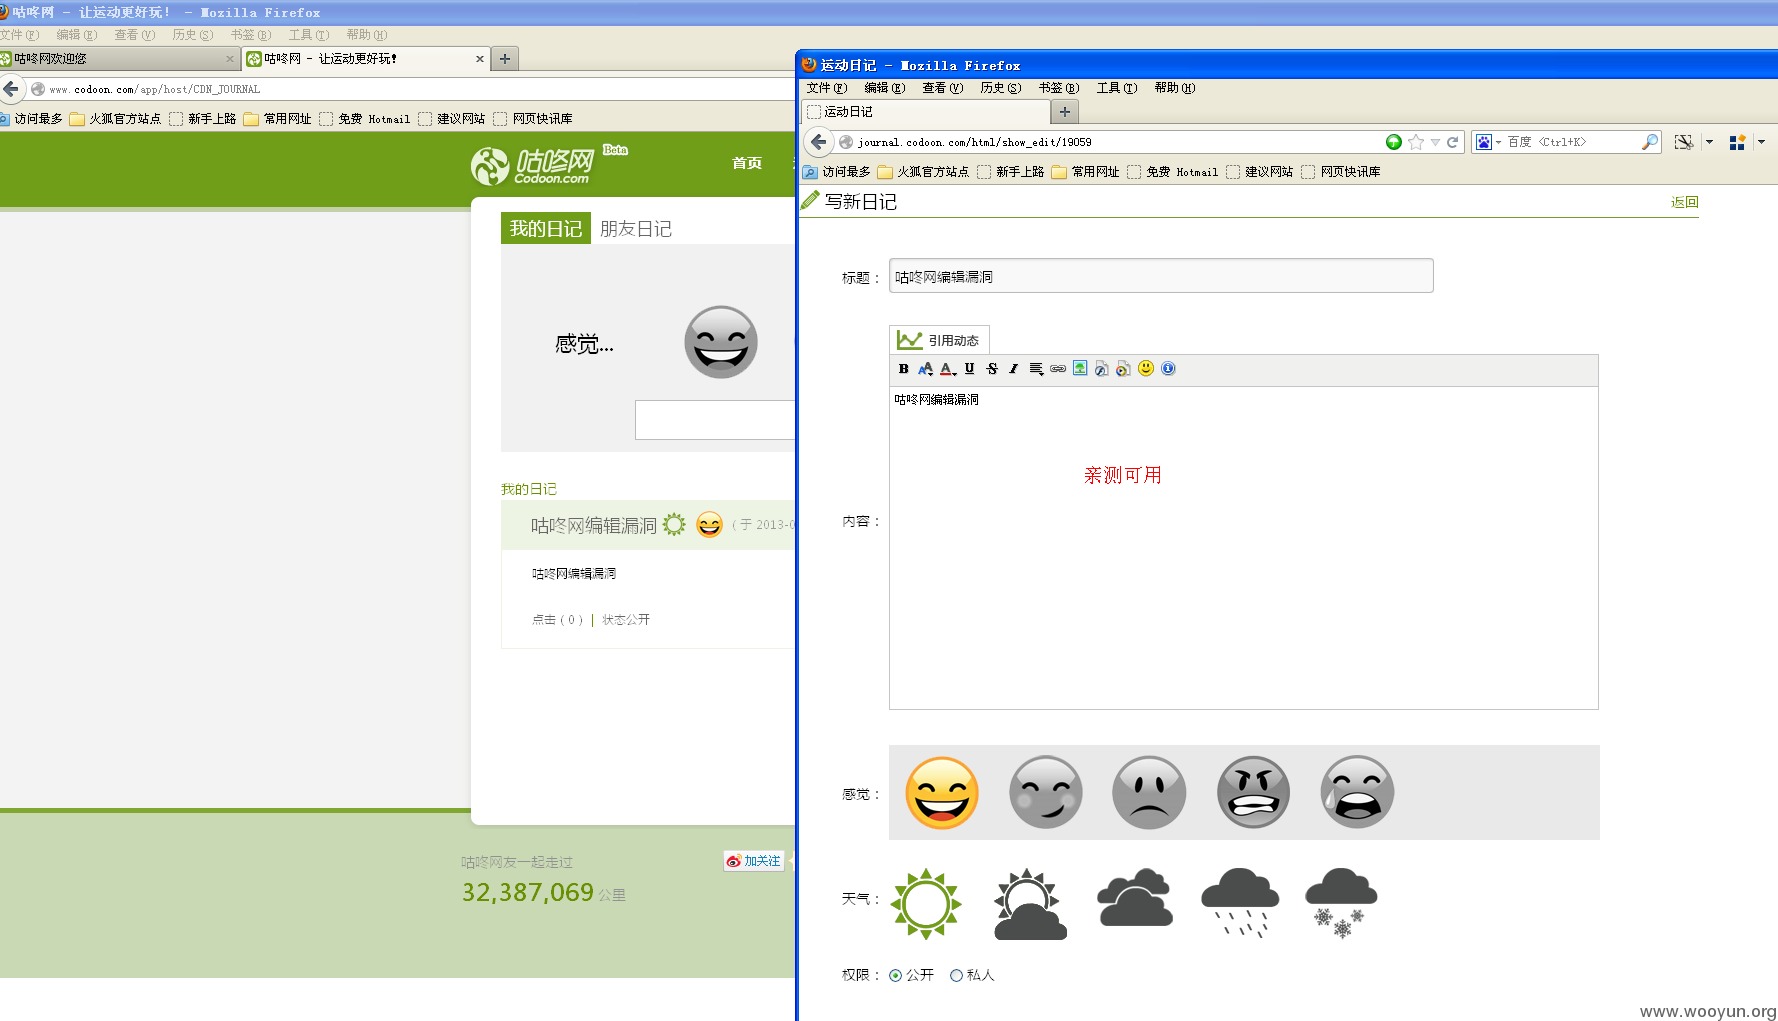 咕咚网 - 让运动更好玩! - Mozilla Firefox
文件(F) 编辑(E) 查看(V) 历史(S) 书签(B) 工具(T) 帮助(H)
咕咚网欢迎您
咕咚网 - 让运动更好玩!
www.codoon.com/app/host/CDN_JOURNAL
访问最多 火狐官方站点 新手上路 常用网址 免费 Hotmail 建议网站 网页快讯库
咕咚网 Beta
Codoon.com
首页
我的日记 朋友日记
感觉...
我的日记
咕咚网编辑漏洞 ( 于 2013-0
咕咚网编辑漏洞
点击 ( 0 ) | 状态公开
咕咚网友一起走过
32,387,069 公里
加关注
运动日记 - Mozilla Firefox
文件(F) 编辑(E) 查看(V) 历史(S) 书签(B) 工具(T) 帮助(H)
运动日记
journal.codoon.com/html/show_edit/19059
百度 <Ctrl+K>
访问最多 火狐官方站点 新手上路 常用网址 免费 Hotmail 建议网站 网页快讯库
写新日记
返回
标题： 咕咚网编辑漏洞
引用动态
咕咚网编辑漏洞
亲测可用
内容：
感觉：
天气：
权限： 公开 私人
www.wooyun.org